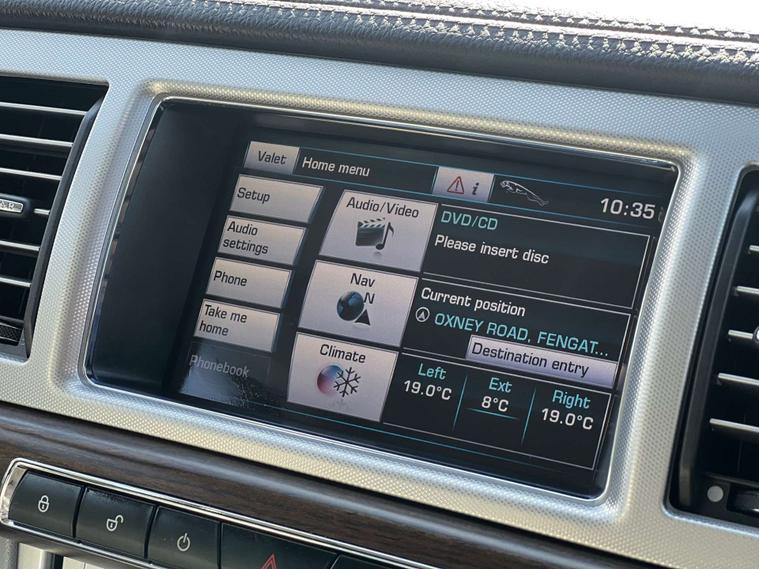 Valet
Home menu
i
10:35
Setup
Audio/Video
DVD/CD
Please insert disc
Audio
settings
Phone
Nav
N
Current position
OXNEY ROAD, FENGAT...
Destination entry
Take me
home
Climate
Phonebook
Left
19.0°C
Ext
8°C
Right
19.0°C